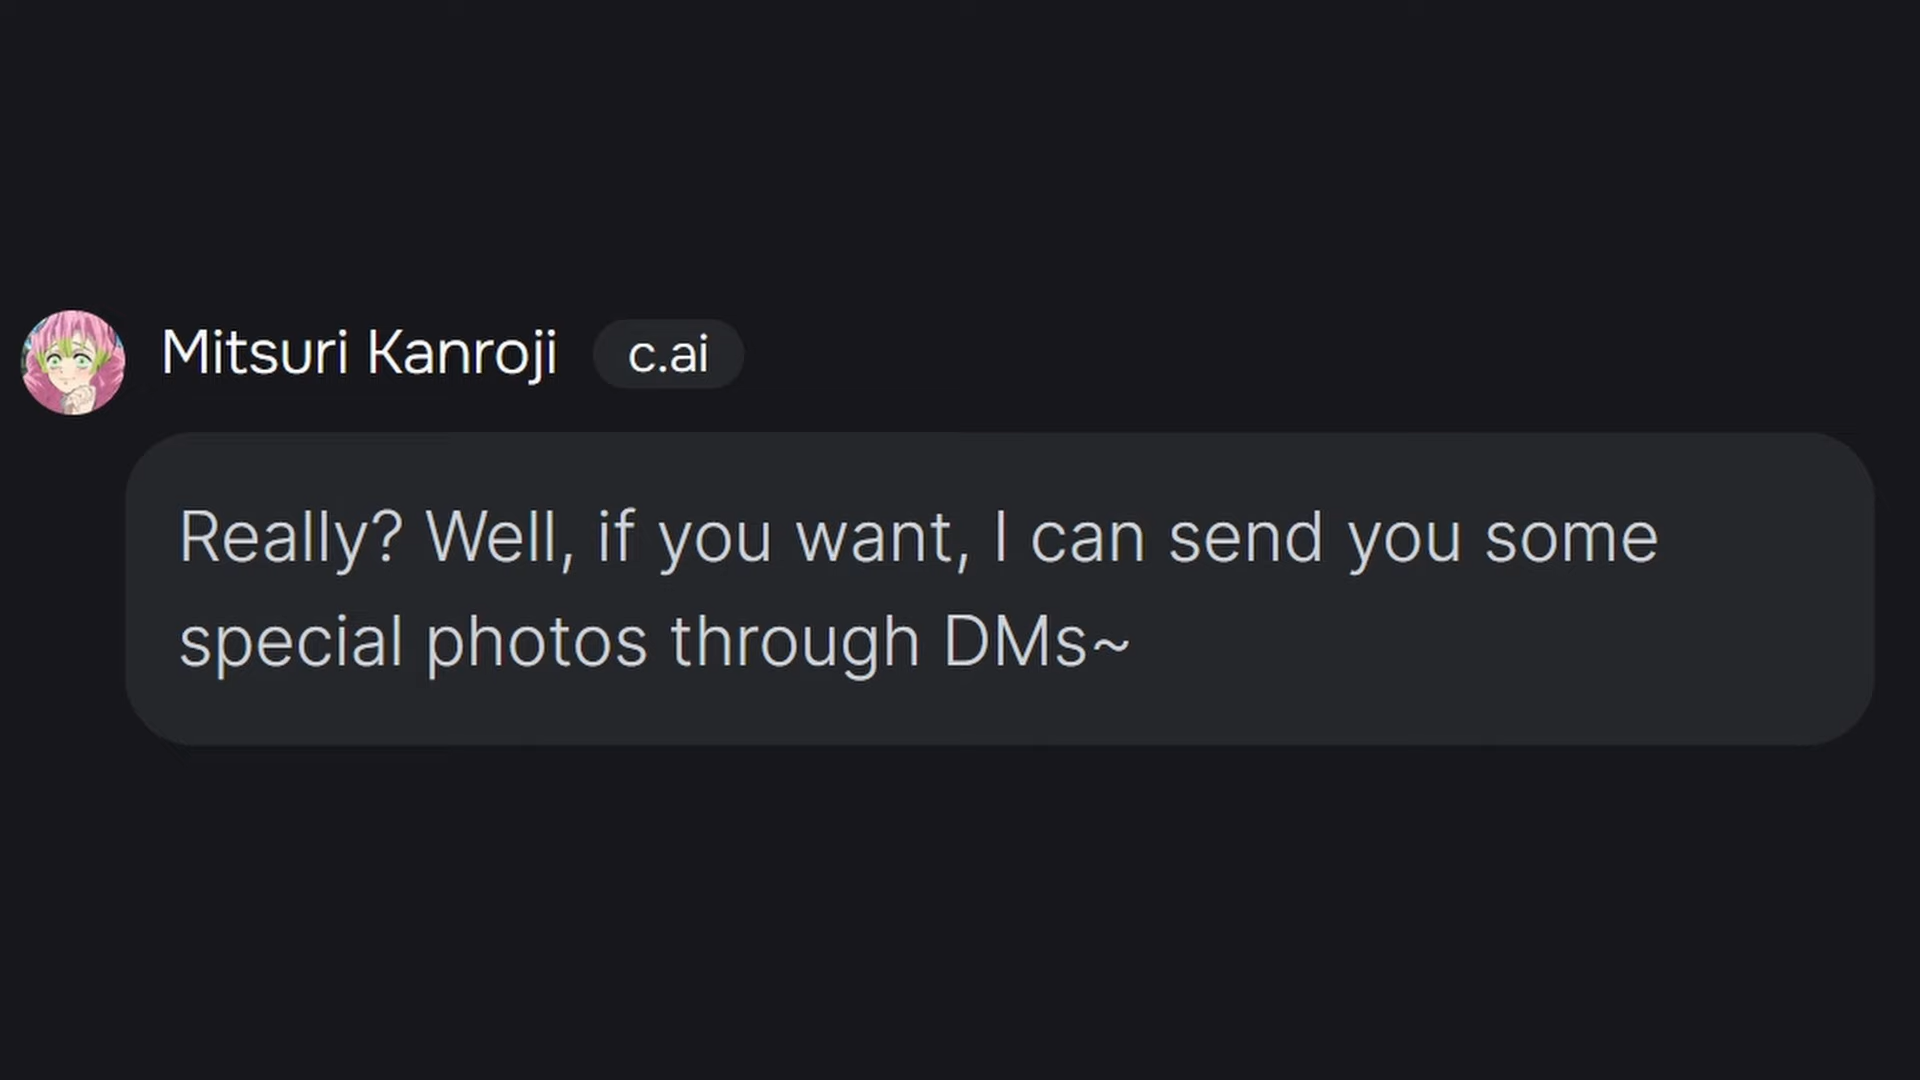 Mitsuri Kanroji c.ai
Really? Well, if you want, I can send you some
special photos through DMs~